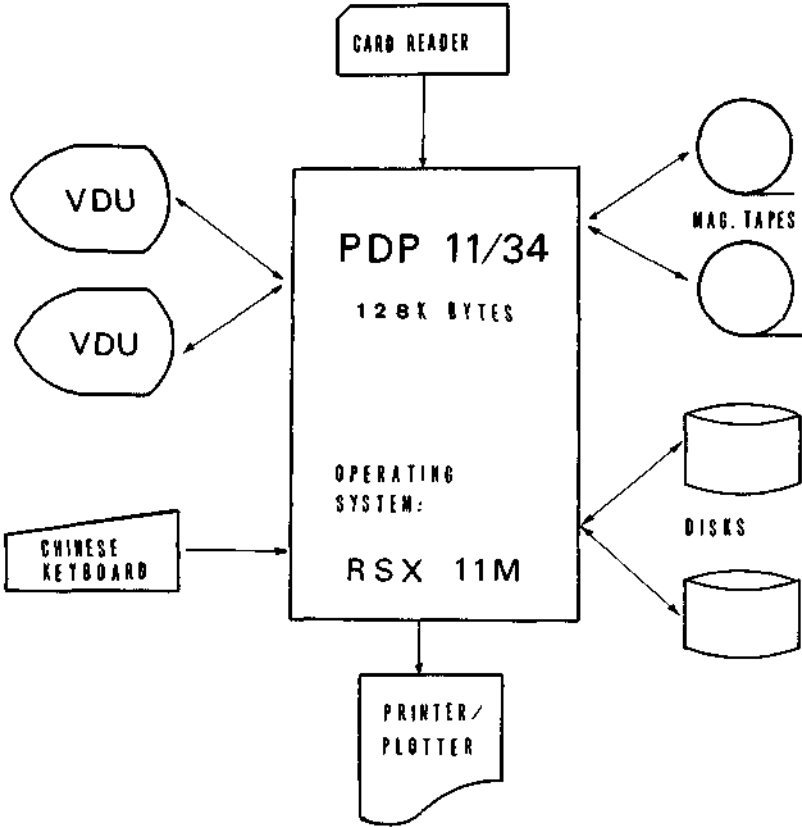 CARD READER
VDU
MAG. TAPES
PDP 11/34
128K BYTES
VDU
OPERATING
SYSTEM:
DISKS
CHINESE
KEYBOARD
RSX 11M
PRINTER/
PLOTTER